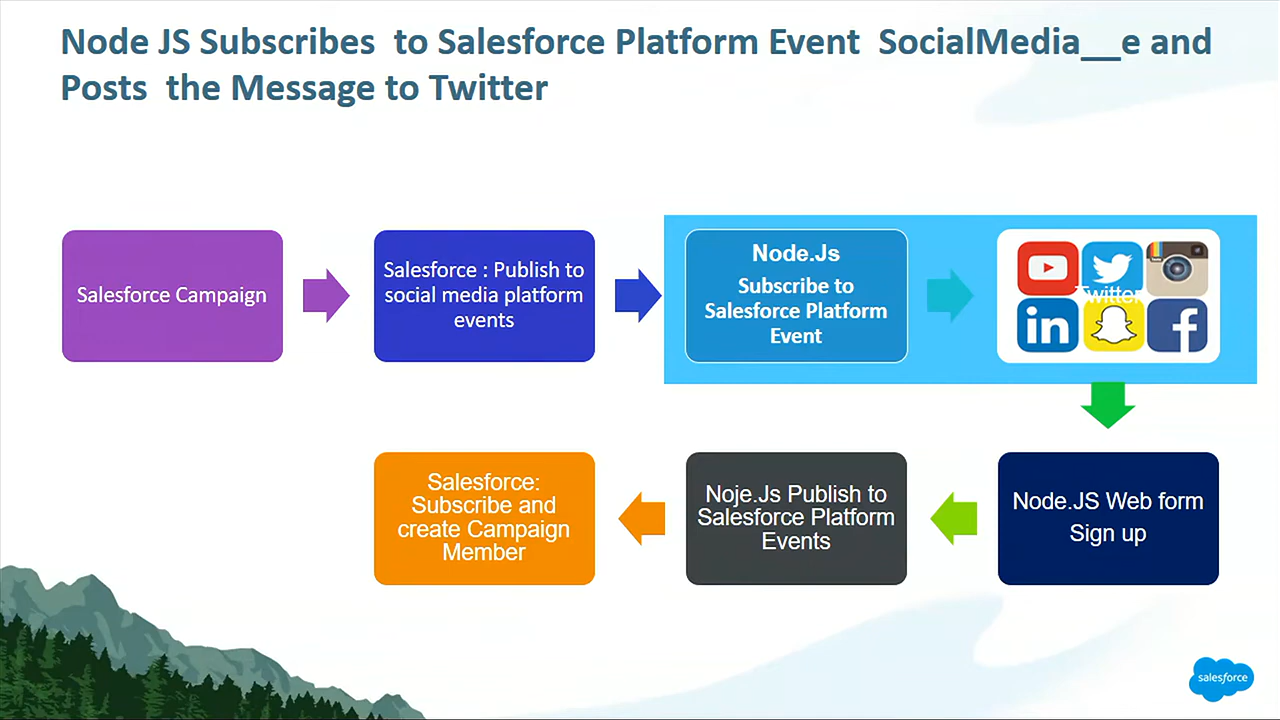 Node JS Subscribes  to Salesforce Platform Event  SocialMedia__e and
Posts  the Message to Twitter
Salesforce Campaign
Salesforce : Publish to
social media platform
events
Node.Js
Subscribe to
Salesforce Platform
Event
Twitter
in
f
Salesforce:
Subscribe and
create Campaign
Member
Noje.Js Publish to
Salesforce Platform
Events
Node.JS Web form
Sign up
salesforce